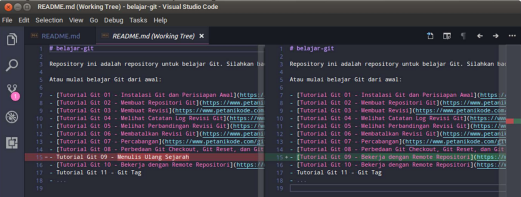 README.md (Working Tree) - belajar-git - Visual Studio Code
File Edit Selection View Go Debug Tasks Help
README.md
README.md (Working Tree)
1 # belajar-git
2
3 Repository ini adalah repository untuk belajar Git. Silahkan
4
5 Atau mulai belajar Git dari awal:
6
7 - [Tutorial Git 01 - Instalasi Git dan Persiapan Awal](https://www.petani
8 - [Tutorial Git 02 - Membuat Repositori Git](https://www.petanikode.com/
9 - [Tutorial Git 03 - Membuat Revisi](https://www.petanikode.com/
10 - [Tutorial Git 04 - Melihat Catatan Log Revisi Git](https://www.
11 - [Tutorial Git 05 - Melihat Perbandingan Revisi Git](https://www.
12 - [Tutorial Git 06 - Membatalkan Revisi](https://www.petanikode.
13 - [Tutorial Git 07 - Percabangan](https://www.petanikode.com/
14 - [Tutorial Git 08 - Perbedaan Git Checkout, Git Reset, dan Git
15 - Tutorial Git 09 - Menulis Ulang Sejarah
16 - [Tutorial Git 10 - Bekerja dengan Remote Repositori](https://
17 - Tutorial Git 11 - Git Tag
18 - ...
19
1 # belajar-git
2
3 Repository ini adalah repository untuk belajar Git. Silahkan
4
5 Atau mulai belajar Git dari awal:
6
7 - [Tutorial Git 01 - Instalasi Git dan Persiapan Awal](https://www.
8 - [Tutorial Git 02 - Membuat Repositori Git](https://www.petani
9 - [Tutorial Git 03 - Membuat Revisi](https://www.petanikode.com
10 - [Tutorial Git 04 - Melihat Catatan Log Revisi Git](https://www.
11 - [Tutorial Git 05 - Melihat Perbandingan Revisi Git](https://
12 - [Tutorial Git 06 - Membatalkan Revisi](https://www.petanikode
13 - [Tutorial Git 07 - Percabangan](https://www.petanikode.com/
14 - [Tutorial Git 08 - Perbedaan Git Checkout, Git Reset, dan
15 + - [Tutorial Git 09 - Bekerja dengan Remote Repositori](https://
16 - [Tutorial Git 10 - Bekerja dengan Remote Repositori](https://
17 - Tutorial Git 11 - Git Tag
18 - ...
19